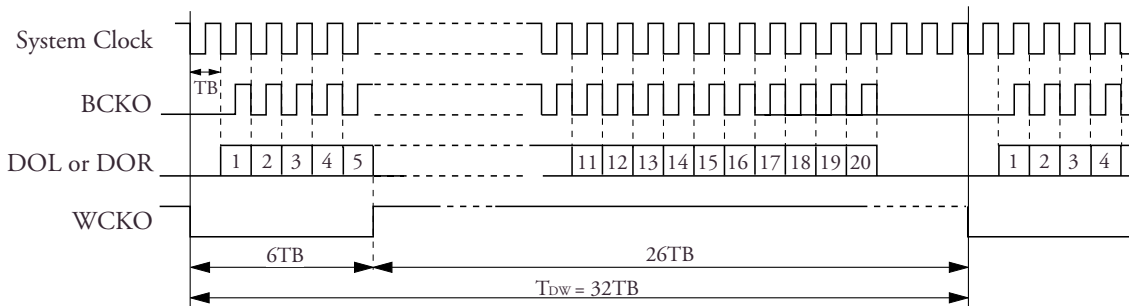 System Clock
TB
BCKO
DOL or DOR 1 2 3 4 5 11 12 13 14 15 16 17 18 19 20 1 2 3 4
WCKO
6TB 26TB
TDW = 32TB